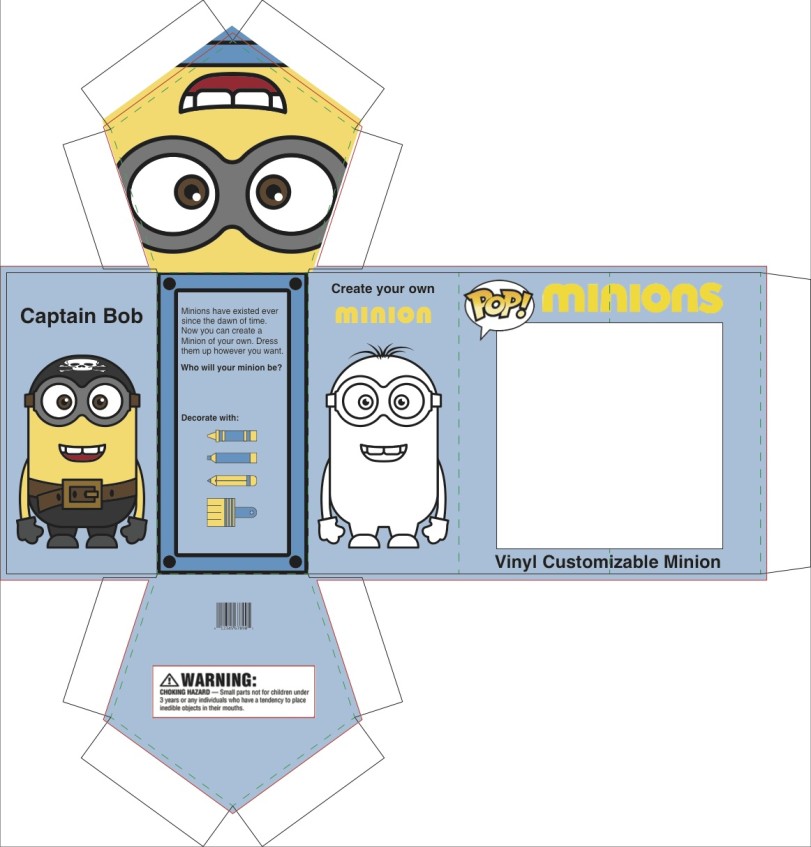 Captain Bob
Minions have existed ever
since the dawn of time.
Now you can create a
Minion of your own. Dress
them up however you want.
Who will your minion be?
Decorate with:
Create your own
minion
POP! minions
Vinyl Customizable Minion
WARNING:
CHOKING HAZARD — Small parts not for children under
3 years or any individuals who have a tendency to place
inedible objects in their mouths.